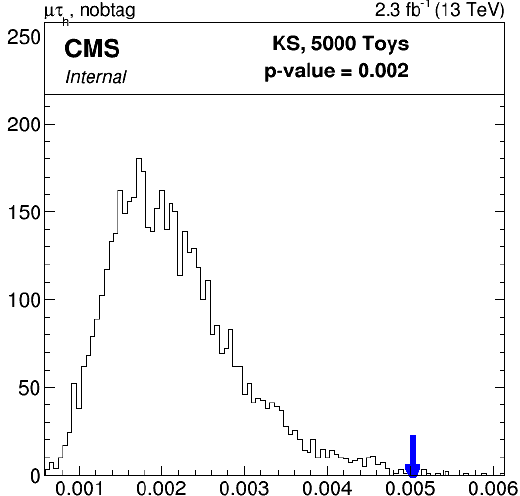 μτh, nobtag
2.3 fb-1 (13 TeV)
CMS
Internal
KS, 5000 Toys
p-value = 0.002
250
200
150
100
50
0
0.001 0.002 0.003 0.004 0.005 0.006